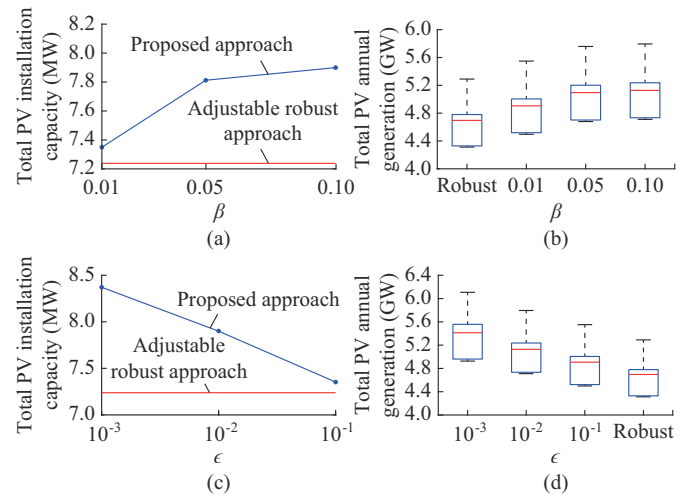 Total PV installation
capacity (MW)
8.2
8.0
7.8
7.6
7.4
7.2
Proposed approach
Adjustable robust
approach
0.01
0.05
0.10
β
(a)
Total PV annual
generation (GW)
6.0
5.6
5.2
4.8
4.4
4.0
Robust
0.01
0.05
0.10
β
(b)
Total PV installation
capacity (MW)
8.5
8.0
7.5
7.0
Proposed approach
Adjustable
robust approach
10⁻³
10⁻²
10⁻¹
ϵ
(c)
Total PV annual
generation (GW)
6.4
6.0
5.6
5.2
4.8
4.4
4.0
10⁻³
10⁻²
10⁻¹
Robust
ϵ
(d)